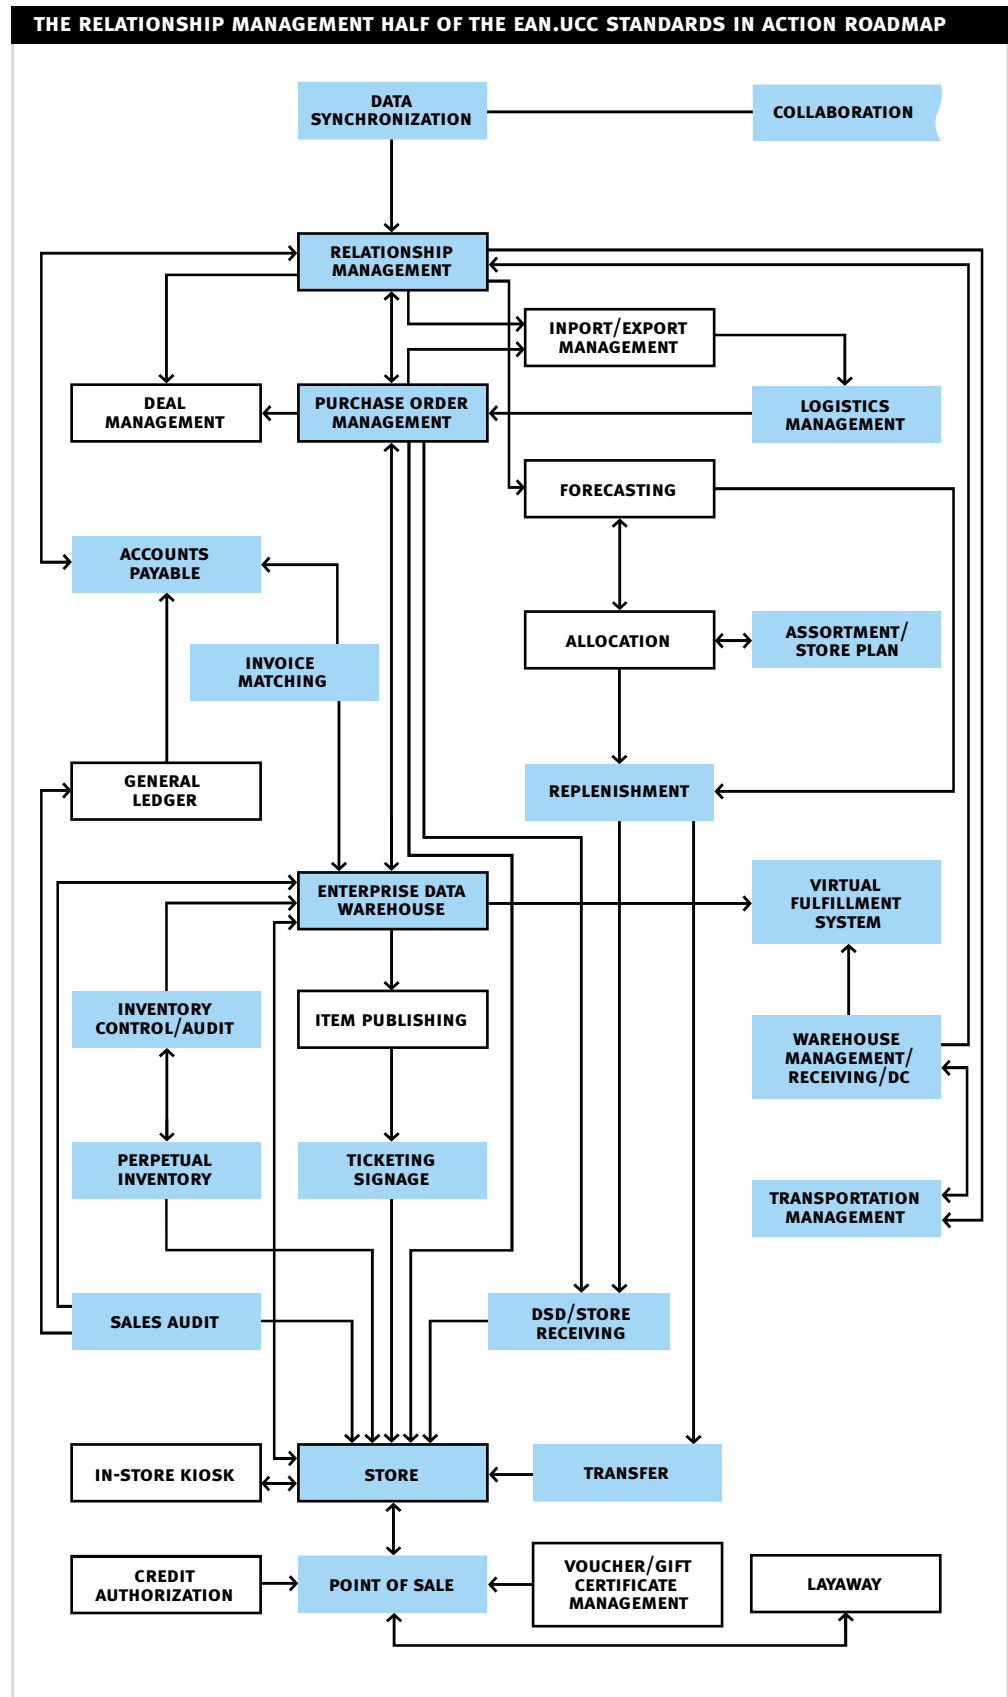 THE RELATIONSHIP MANAGEMENT HALF OF THE EAN.UCC STANDARDS IN ACTION ROADMAP
DATA
SYNCHRONIZATION
COLLABORATION
RELATIONSHIP
MANAGEMENT
INPORT/EXPORT
MANAGEMENT
DEAL
MANAGEMENT
PURCHASE ORDER
MANAGEMENT
LOGISTICS
MANAGEMENT
FORECASTING
ACCOUNTS
PAYABLE
ALLOCATION
ASSORTMENT/
STORE PLAN
INVOICE
MATCHING
GENERAL
LEDGER
REPLENISHMENT
ENTERPRISE DATA
WAREHOUSE
VIRTUAL
FULFILLMENT
SYSTEM
INVENTORY
CONTROL/AUDIT
ITEM PUBLISHING
WAREHOUSE
MANAGEMENT/
RECEIVING/DC
PERPETUAL
INVENTORY
TICKETING
SIGNAGE
TRANSPORTATION
MANAGEMENT
SALES AUDIT
DSD/STORE
RECEIVING
IN-STORE KIOSK
STORE
TRANSFER
CREDIT
AUTHORIZATION
POINT OF SALE
VOUCHER/GIFT
CERTIFICATE
MANAGEMENT
LAYAWAY